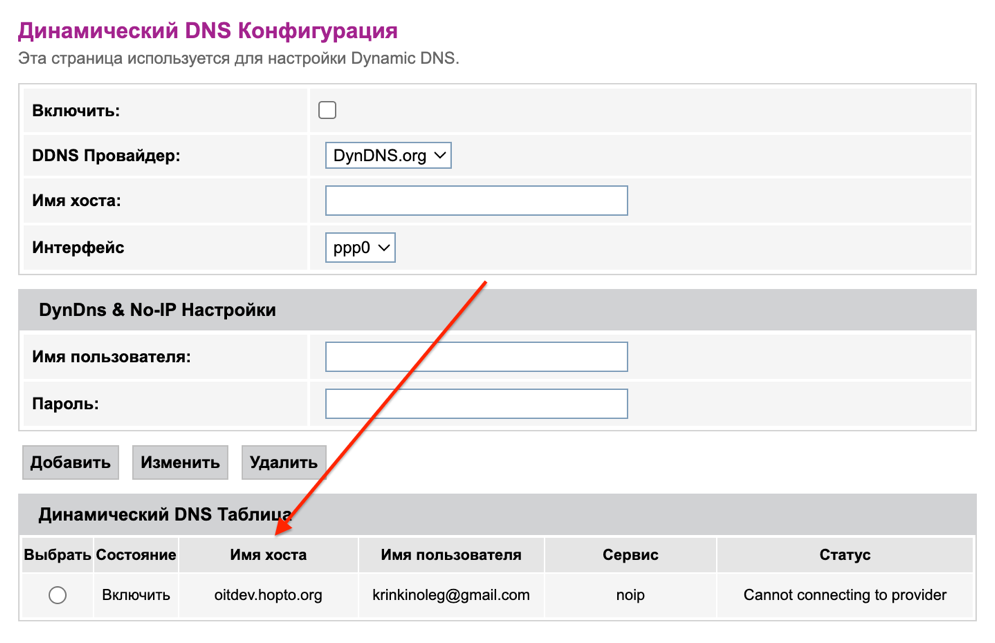 Динамический DNS Конфигурация
Эта страница используется для настройки Dynamic DNS.
Включить:
DDNS Провайдер: DynDNS.org
Имя хоста:
Интерфейс ppp0
DynDns & No-IP Настройки
Имя пользователя:
Пароль:
Добавить Изменить Удалить
Динамический DNS Таблица
Выбрать Состояние Имя хоста Имя пользователя Сервис Статус
Включить oitdev.hopto.org krinkinoleg@gmail.com noip Cannot connecting to provider